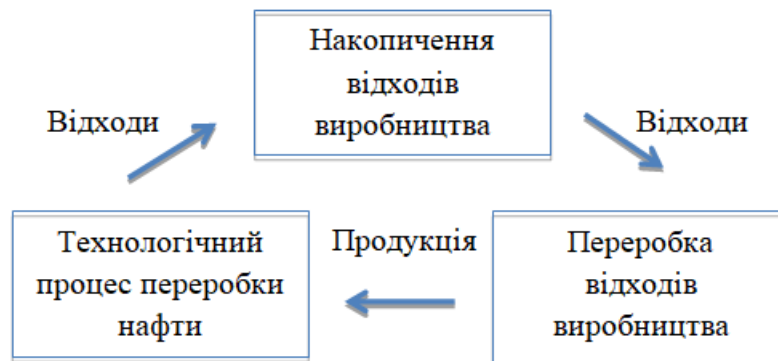 Накопичення
відходів
виробництва
Відходи
Відходи
Технологічний
процес переробки
нафти
Продукція
Переробка
відходів
виробництва